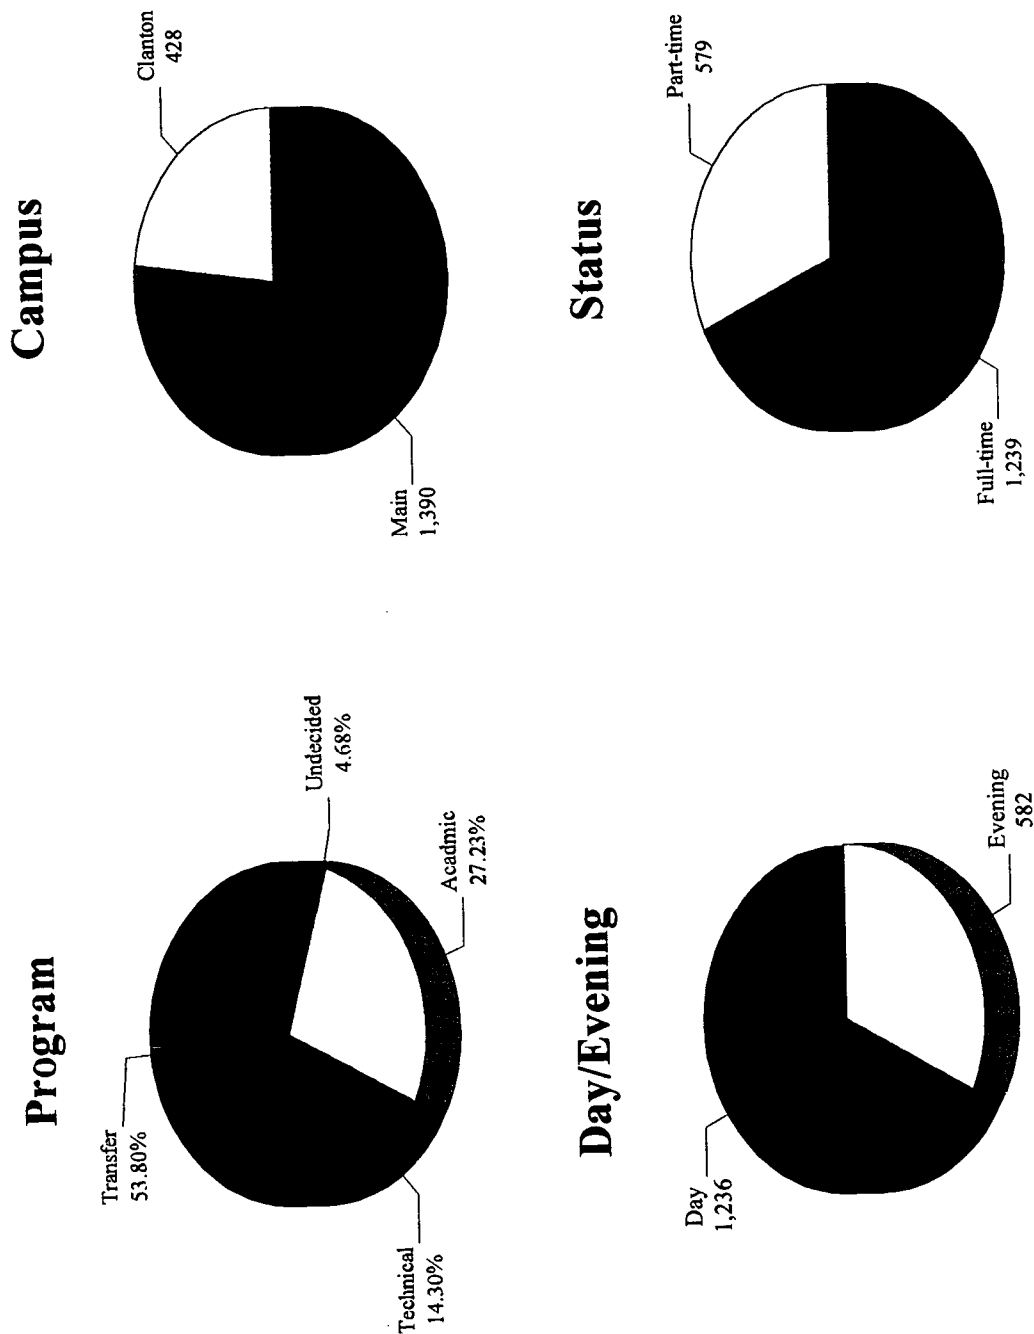 Program
Transfer
53.80%
Undecided
4.68%
Technical
14.30%
Acadmic
27.23%
Campus
Clanton
428
Main
1,390
Day/Evening
Day
1,236
Evening
582
Status
Part-time
579
Full-time
1,239